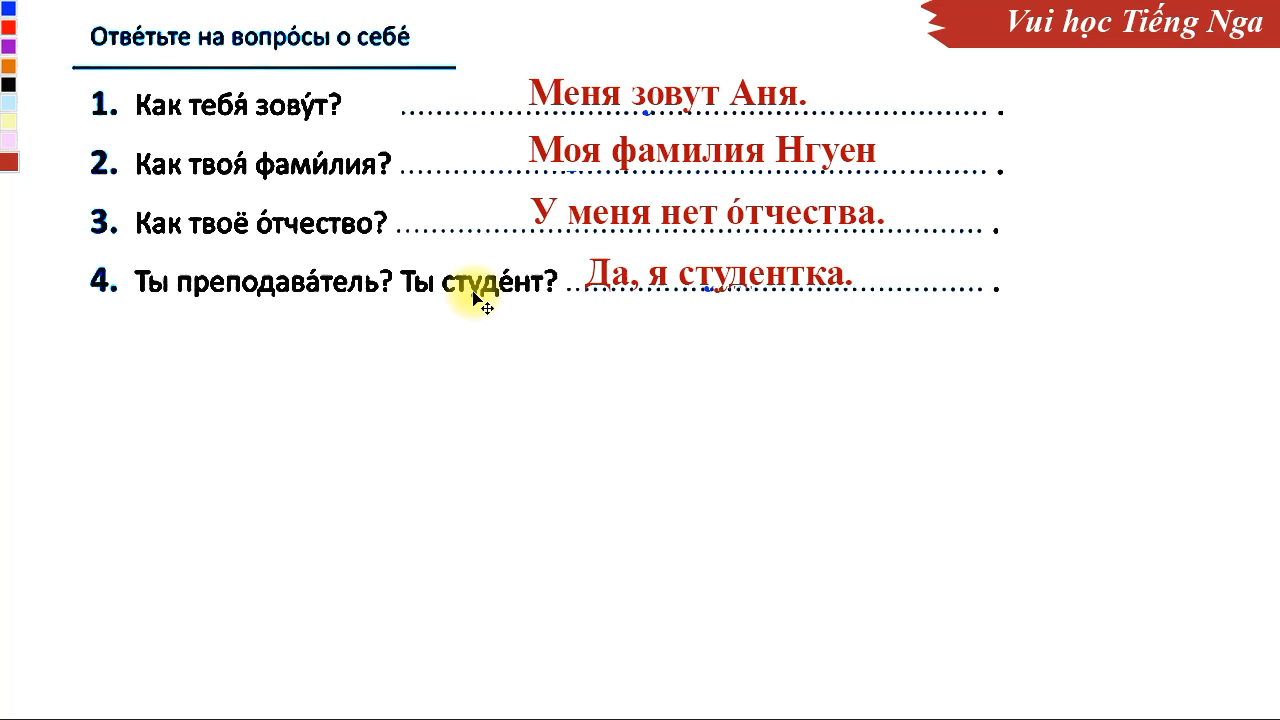 Vui học Tiếng Nga
Отве́тьте на вопро́сы о себе́
1. Как тебя́ зову́т? Меня зовут Аня. .
2. Как твоя́ фами́лия? Моя фамилия Нгуен .
3. Как твоё о́тчество? У меня нет о́тчества. .
4. Ты преподава́тель? Ты студе́нт? Да, я студентка. .